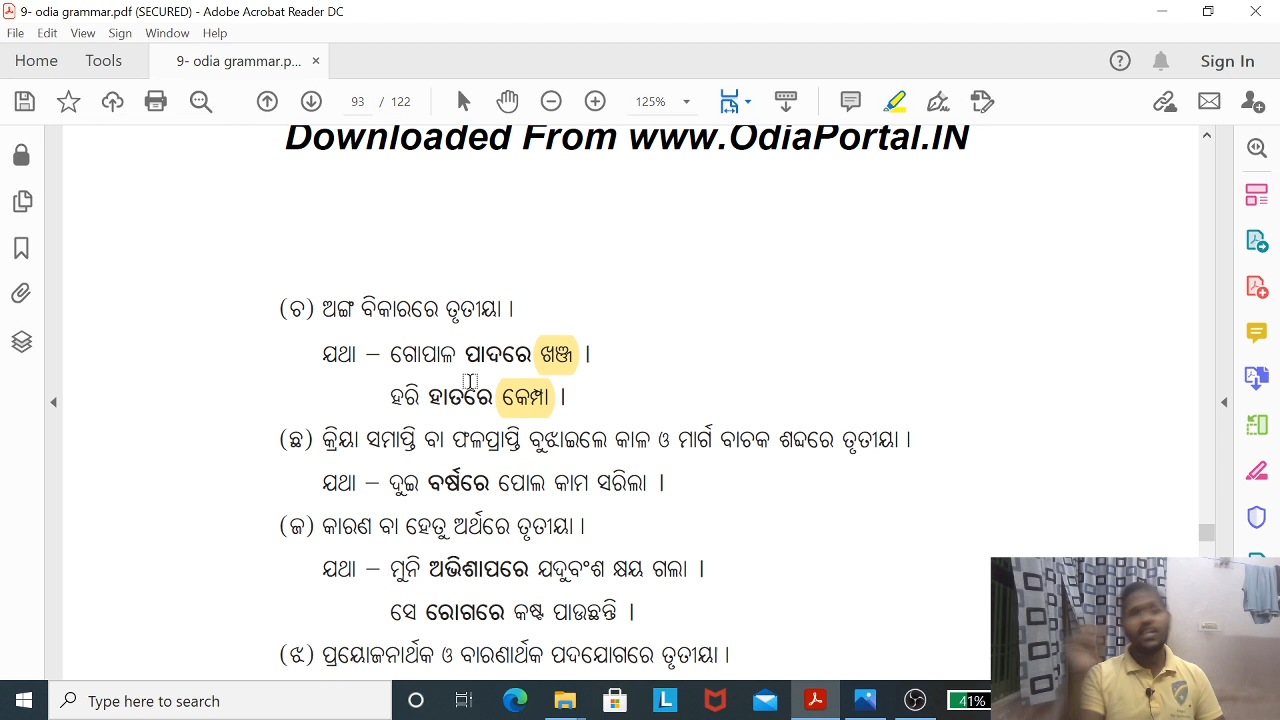 9- odia grammar.pdf (SECURED) - Adobe Acrobat Reader DC
File Edit View Sign Window Help
Home Tools 9- odia grammar.p... × Sign In
93 / 122 125%
Downloaded From www.OdiaPortal.IN
(ଚ) ଅଙ୍ଗ ବିକାରରେ ତୃତୀୟା ।
ଯଥା – ଗୋପାଳ ପାଦରେ ଖଞ୍ଜ ।
ହରି ହାତରେ କେମ୍ପା ।
(ଛ) କ୍ରିୟା ସମାପ୍ତି ବା ଫଳପ୍ରାପ୍ତି ବୁଝାଇଲେ କାଳ ଓ ମାର୍ଗ ବାଚକ ଶବ୍ଦରେ ତୃତୀୟା ।
ଯଥା – ଦୁଇ ବର୍ଷରେ ପୋଲ କାମ ସରିଲା ।
(ଜ) କାରଣ ବା ହେତୁ ଅର୍ଥରେ ତୃତୀୟା ।
ଯଥା – ମୁନି ଅଭିଶାପରେ ଯଦୁବଂଶ କ୍ଷୟ ଗଲା ।
ସେ ରୋଗରେ କଷ୍ଟ ପାଉଛନ୍ତି ।
(ଝ) ପ୍ରୟୋଜନାର୍ଥକ ଓ ବାରଣାର୍ଥକ ପଦଯୋଗରେ ତୃତୀୟା ।
Type here to search 41%